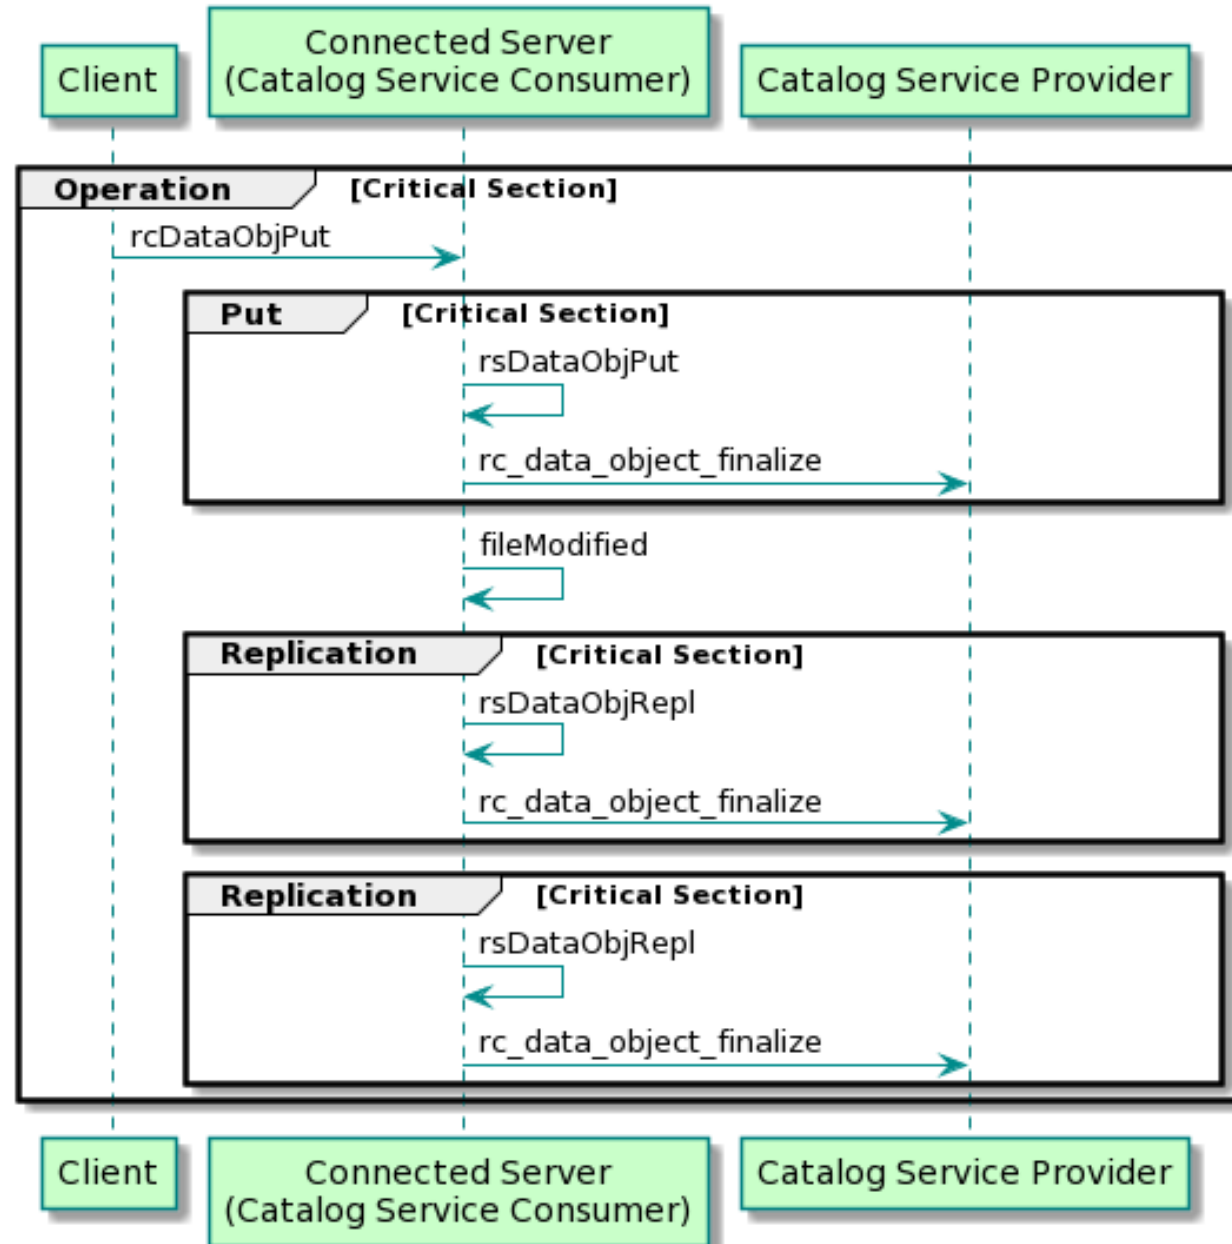 Client
Connected Server
(Catalog Service Consumer)
Catalog Service Provider
Operation [Critical Section]
rcDataObjPut
Put [Critical Section]
rsDataObjPut
rc_data_object_finalize
fileModified
Replication [Critical Section]
rsDataObjRepl
rc_data_object_finalize
Replication [Critical Section]
rsDataObjRepl
rc_data_object_finalize
Client
Connected Server
(Catalog Service Consumer)
Catalog Service Provider